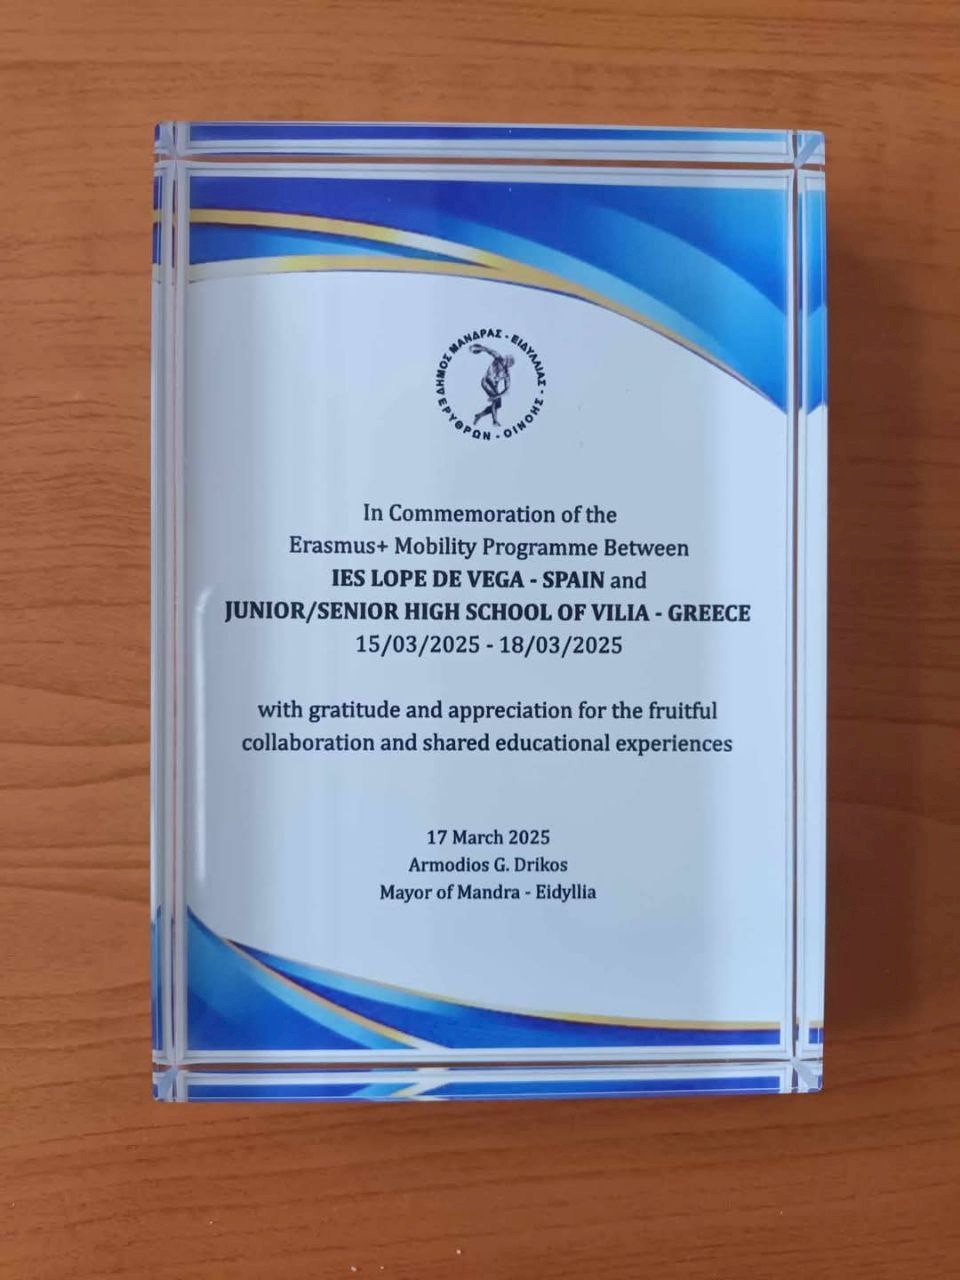 ΔΗΜΟΣ ΜΑΝΔΡΑΣ - ΕΙΔΥΛΛΙΑΣ - ΕΡΥΘΡΩΝ - ΟΙΝΟΗΣ -
In Commemoration of the
Erasmus+ Mobility Programme Between
IES LOPE DE VEGA - SPAIN and
JUNIOR/SENIOR HIGH SCHOOL OF VILIA - GREECE
15/03/2025 - 18/03/2025
with gratitude and appreciation for the fruitful
collaboration and shared educational experiences
17 March 2025
Armodios G. Drikos
Mayor of Mandra - Eidyllia